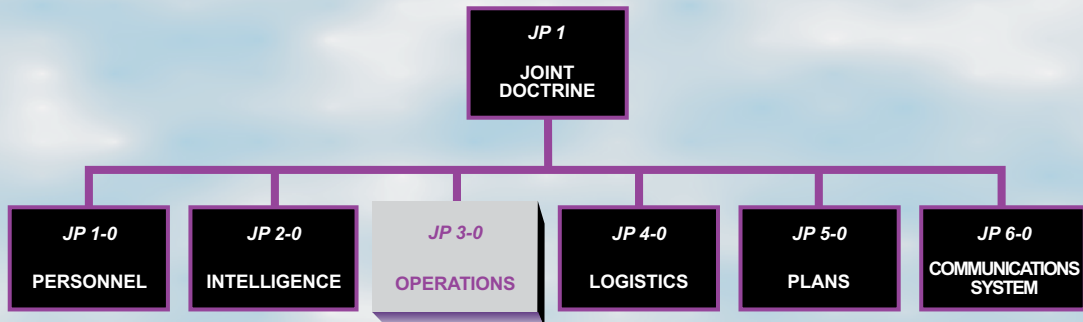 JP 1
JOINT
DOCTRINE
JP 1-0
PERSONNEL
JP 2-0
INTELLIGENCE
JP 3-0
OPERATIONS
JP 4-0
LOGISTICS
JP 5-0
PLANS
JP 6-0
COMMUNICATIONS
SYSTEM